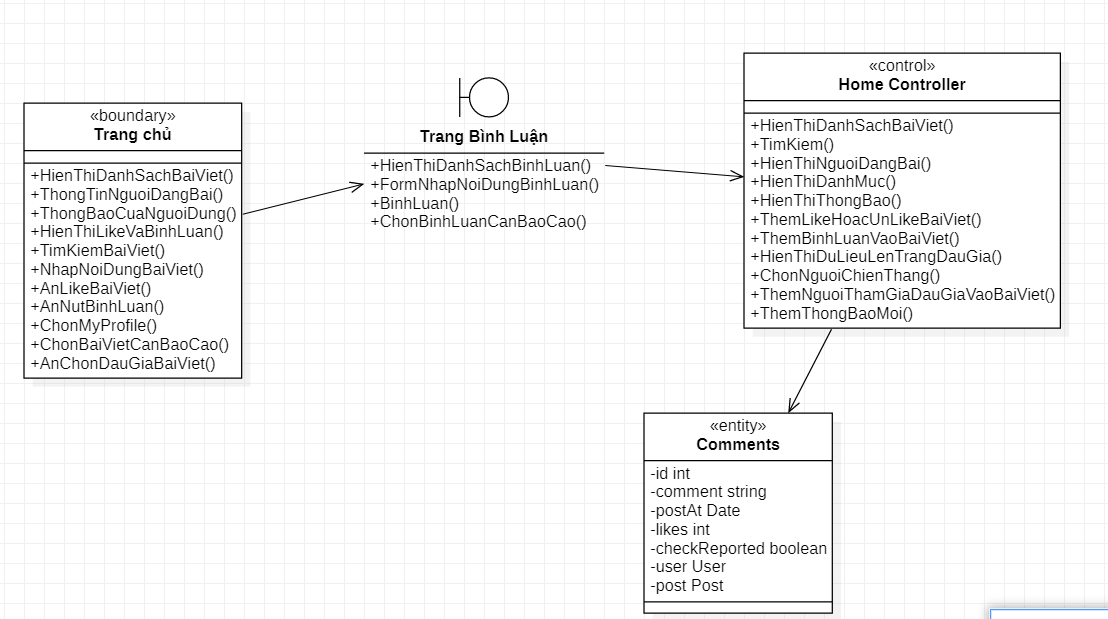 «boundary»
Trang chủ
+HienThiDanhSachBaiViet()
+ThongTinNguoiDangBai()
+ThongBaoCuaNguoiDung()
+HienThiLikeVaBinhLuan()
+TimKiemBaiViet()
+NhapNoiDungBaiViet()
+AnLikeBaiViet()
+AnNutBinhLuan()
+ChonMyProfile()
+ChonBaiVietCanBaoCao()
+AnChonDauGiaBaiViet()
Trang Bình Luận
+HienThiDanhSachBinhLuan()
+FormNhapNoiDungBinhLuan()
+BinhLuan()
+ChonBinhLuanCanBaoCao()
«control»
Home Controller
+HienThiDanhSachBaiViet()
+TimKiem()
+HienThiNguoiDangBai()
+HienThiDanhMuc()
+HienThiThongBao()
+ThemLikeHoacUnLikeBaiViet()
+ThemBinhLuanVaoBaiViet()
+HienThiDuLieuLenTrangDauGia()
+ChonNguoiChienThang()
+ThemNguoiThamGiaDauGiaVaoBaiViet()
+ThemThongBaoMoi()
«entity»
Comments
-id int
-comment string
-postAt Date
-likes int
-checkReported boolean
-user User
-post Post